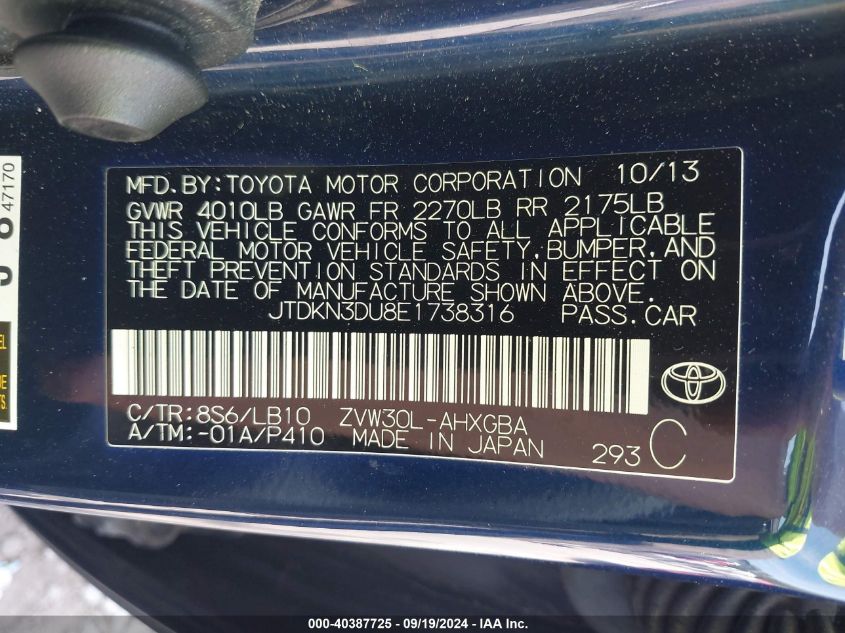 MFD. BY: TOYOTA MOTOR CORPORATION 10/13
GVWR 4010LB GAWR FR 2270LB RR 2175LB
THIS VEHICLE CONFORMS TO ALL APPLICABLE
FEDERAL MOTOR VEHICLE SAFETY, BUMPER, AND
THEFT PREVENTION STANDARDS IN EFFECT ON
THE DATE OF MANUFACTURE SHOWN ABOVE.
JTDKN3DU8E1738316 PASS. CAR
C/TR: 8S6/LB10 ZVW30L-AHXGBA
A/TM: -01A/P410 MADE IN JAPAN 293 C
47170
000-40387725 - 09/19/2024 - IAA Inc.